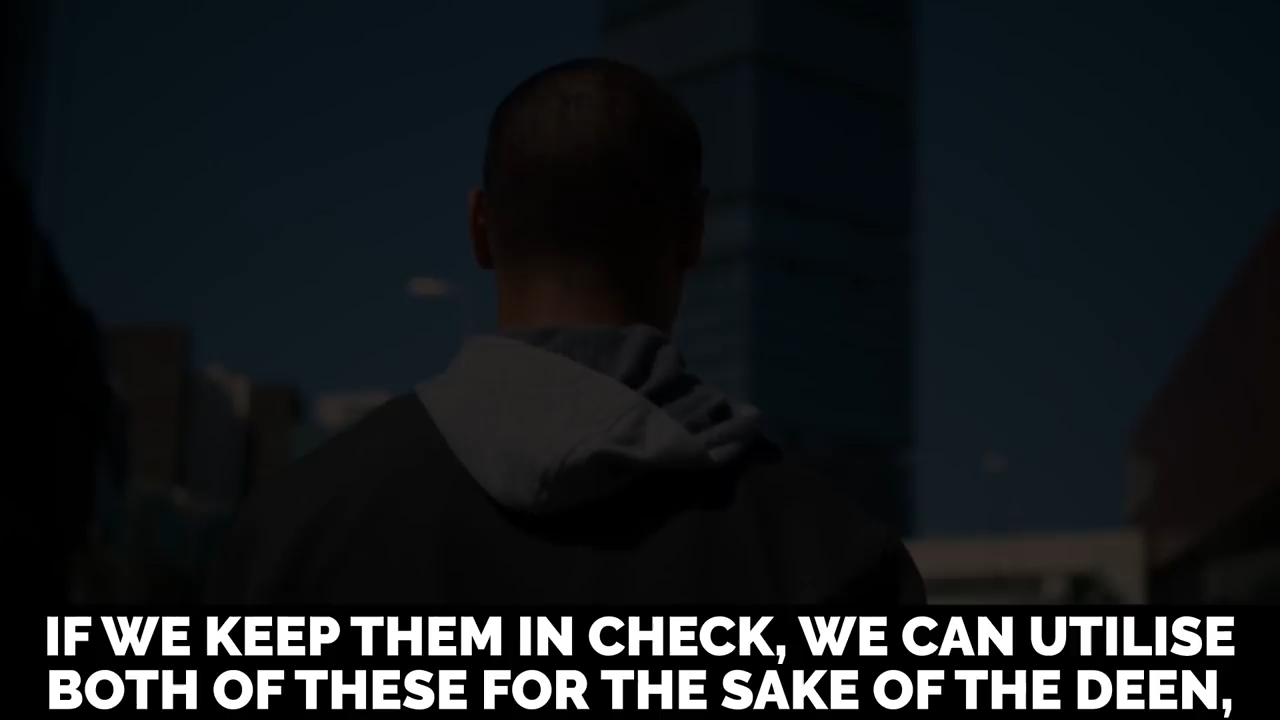 IF WE KEEP THEM IN CHECK, WE CAN UTILISE
BOTH OF THESE FOR THE SAKE OF THE DEEN,